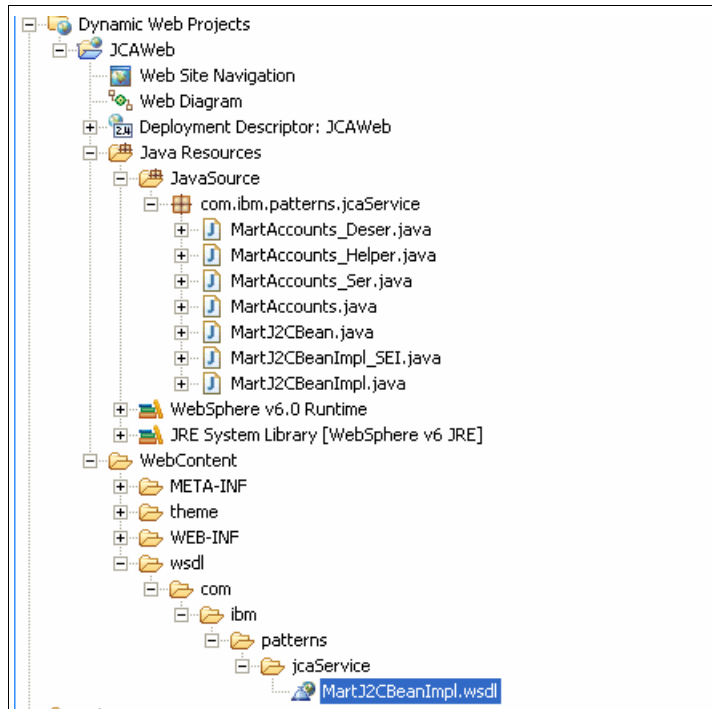 Dynamic Web Projects
JCAWeb
Web Site Navigation
Web Diagram
2.4 Deployment Descriptor: JCAWeb
Java Resources
JavaSource
com.ibm.patterns.jcaService
J MartAccounts_Deser.java
J MartAccounts_Helper.java
J MartAccounts_Ser.java
J MartAccounts.java
J MartJ2CBean.java
J MartJ2CBeanImpl_SEI.java
J MartJ2CBeanImpl.java
WebSphere v6.0 Runtime
JRE System Library [WebSphere v6 JRE]
WebContent
META-INF
theme
WEB-INF
wsdl
com
ibm
patterns
jcaService
MartJ2CBeanImpl.wsdl